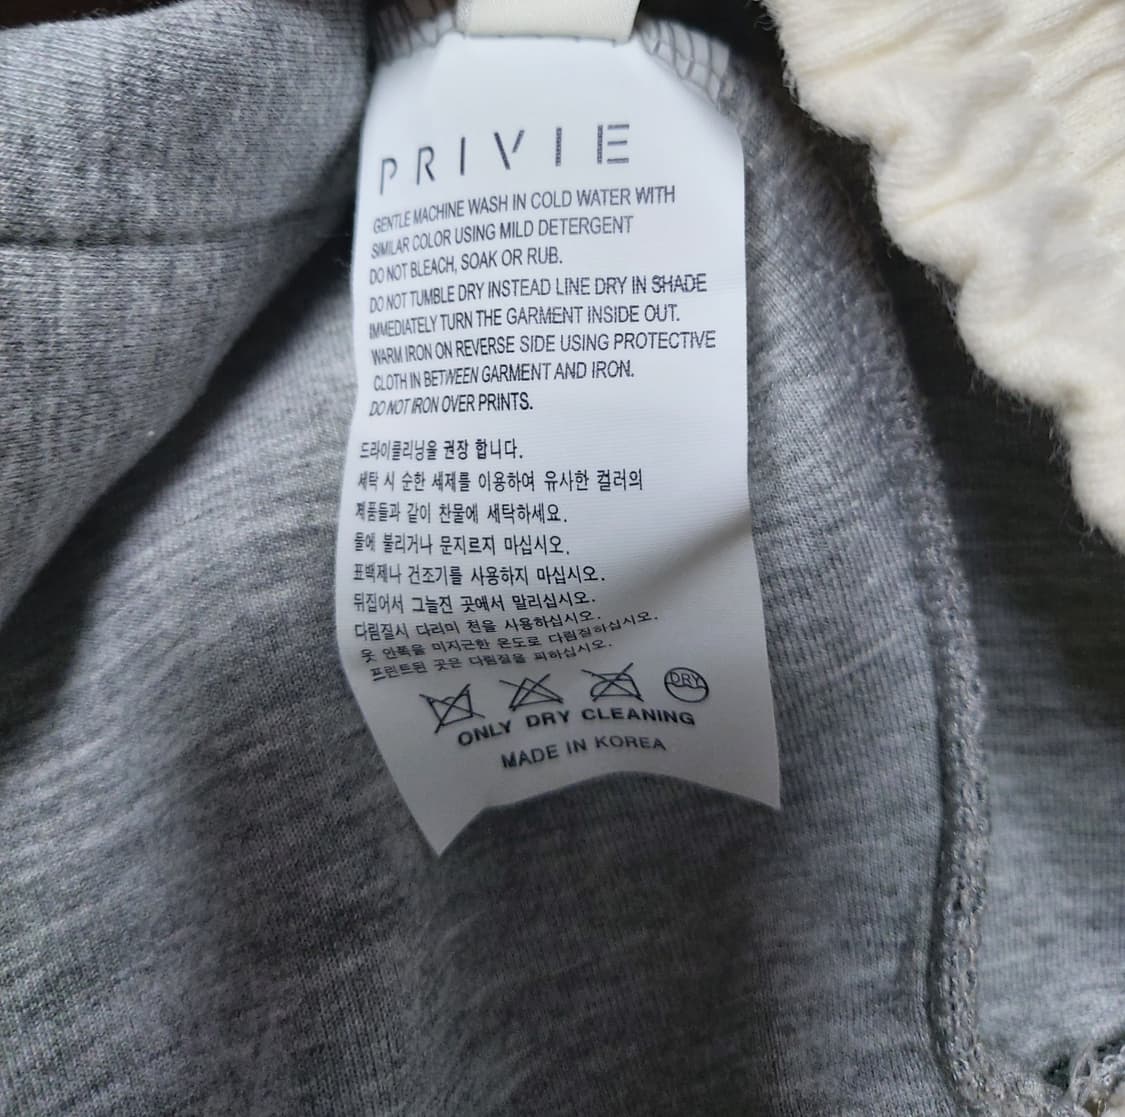 PRIVIE
GENTLE MACHINE WASH IN COLD WATER WITH
SIMILAR COLOR USING MILD DETERGENT
DO NOT BLEACH, SOAK OR RUB.
DO NOT TUMBLE DRY INSTEAD LINE DRY IN SHADE
IMMEDIATELY TURN THE GARMENT INSIDE OUT.
WARM IRON ON REVERSE SIDE USING PROTECTIVE
CLOTH IN BETWEEN GARMENT AND IRON.
DO NOT IRON OVER PRINTS.
드라이클리닝을 권장 합니다.
세탁 시 순한 세제를 이용하여 유사한 컬러의
제품들과 같이 찬물에 세탁하세요.
물에 불리거나 문지르지 마십시오.
표백제나 건조기를 사용하지 마십시오.
뒤집어서 그늘진 곳에서 말리십시오.
다림질시 다리미 천을 사용하십시오.
옷 안쪽을 미지근한 온도로 다림질하십시오.
프린트된 곳은 다림질을 피하십시오.
DRY
ONLY DRY CLEANING
MADE IN KOREA